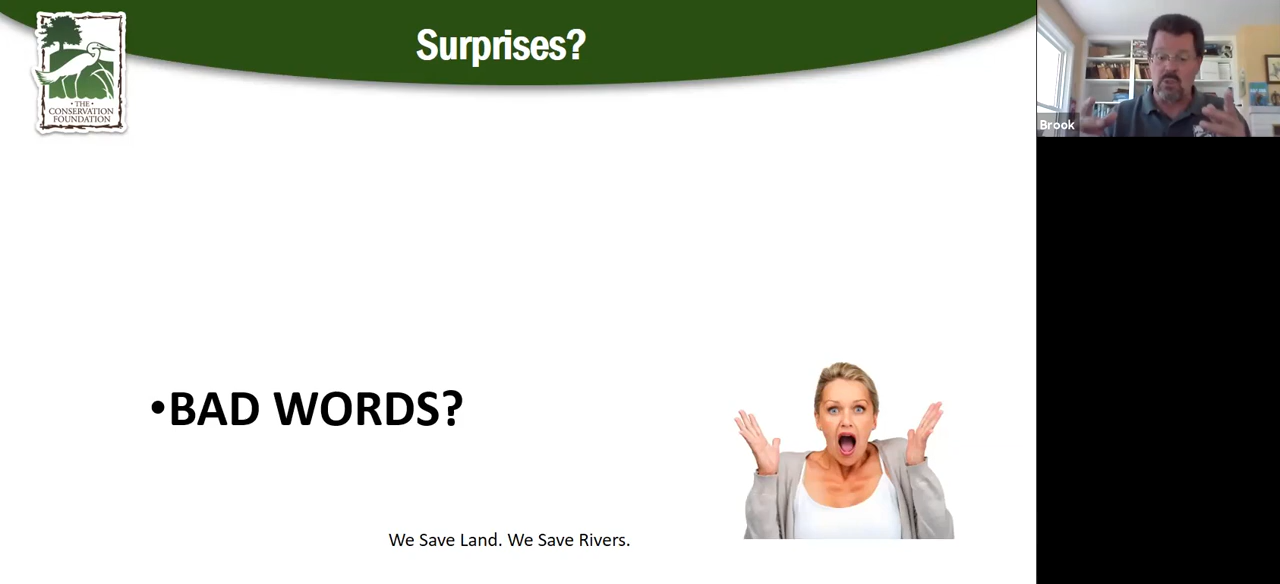 Surprises?
• THE •
CONSERVATION
FOUNDATION
Brook
•BAD WORDS?
We Save Land. We Save Rivers.